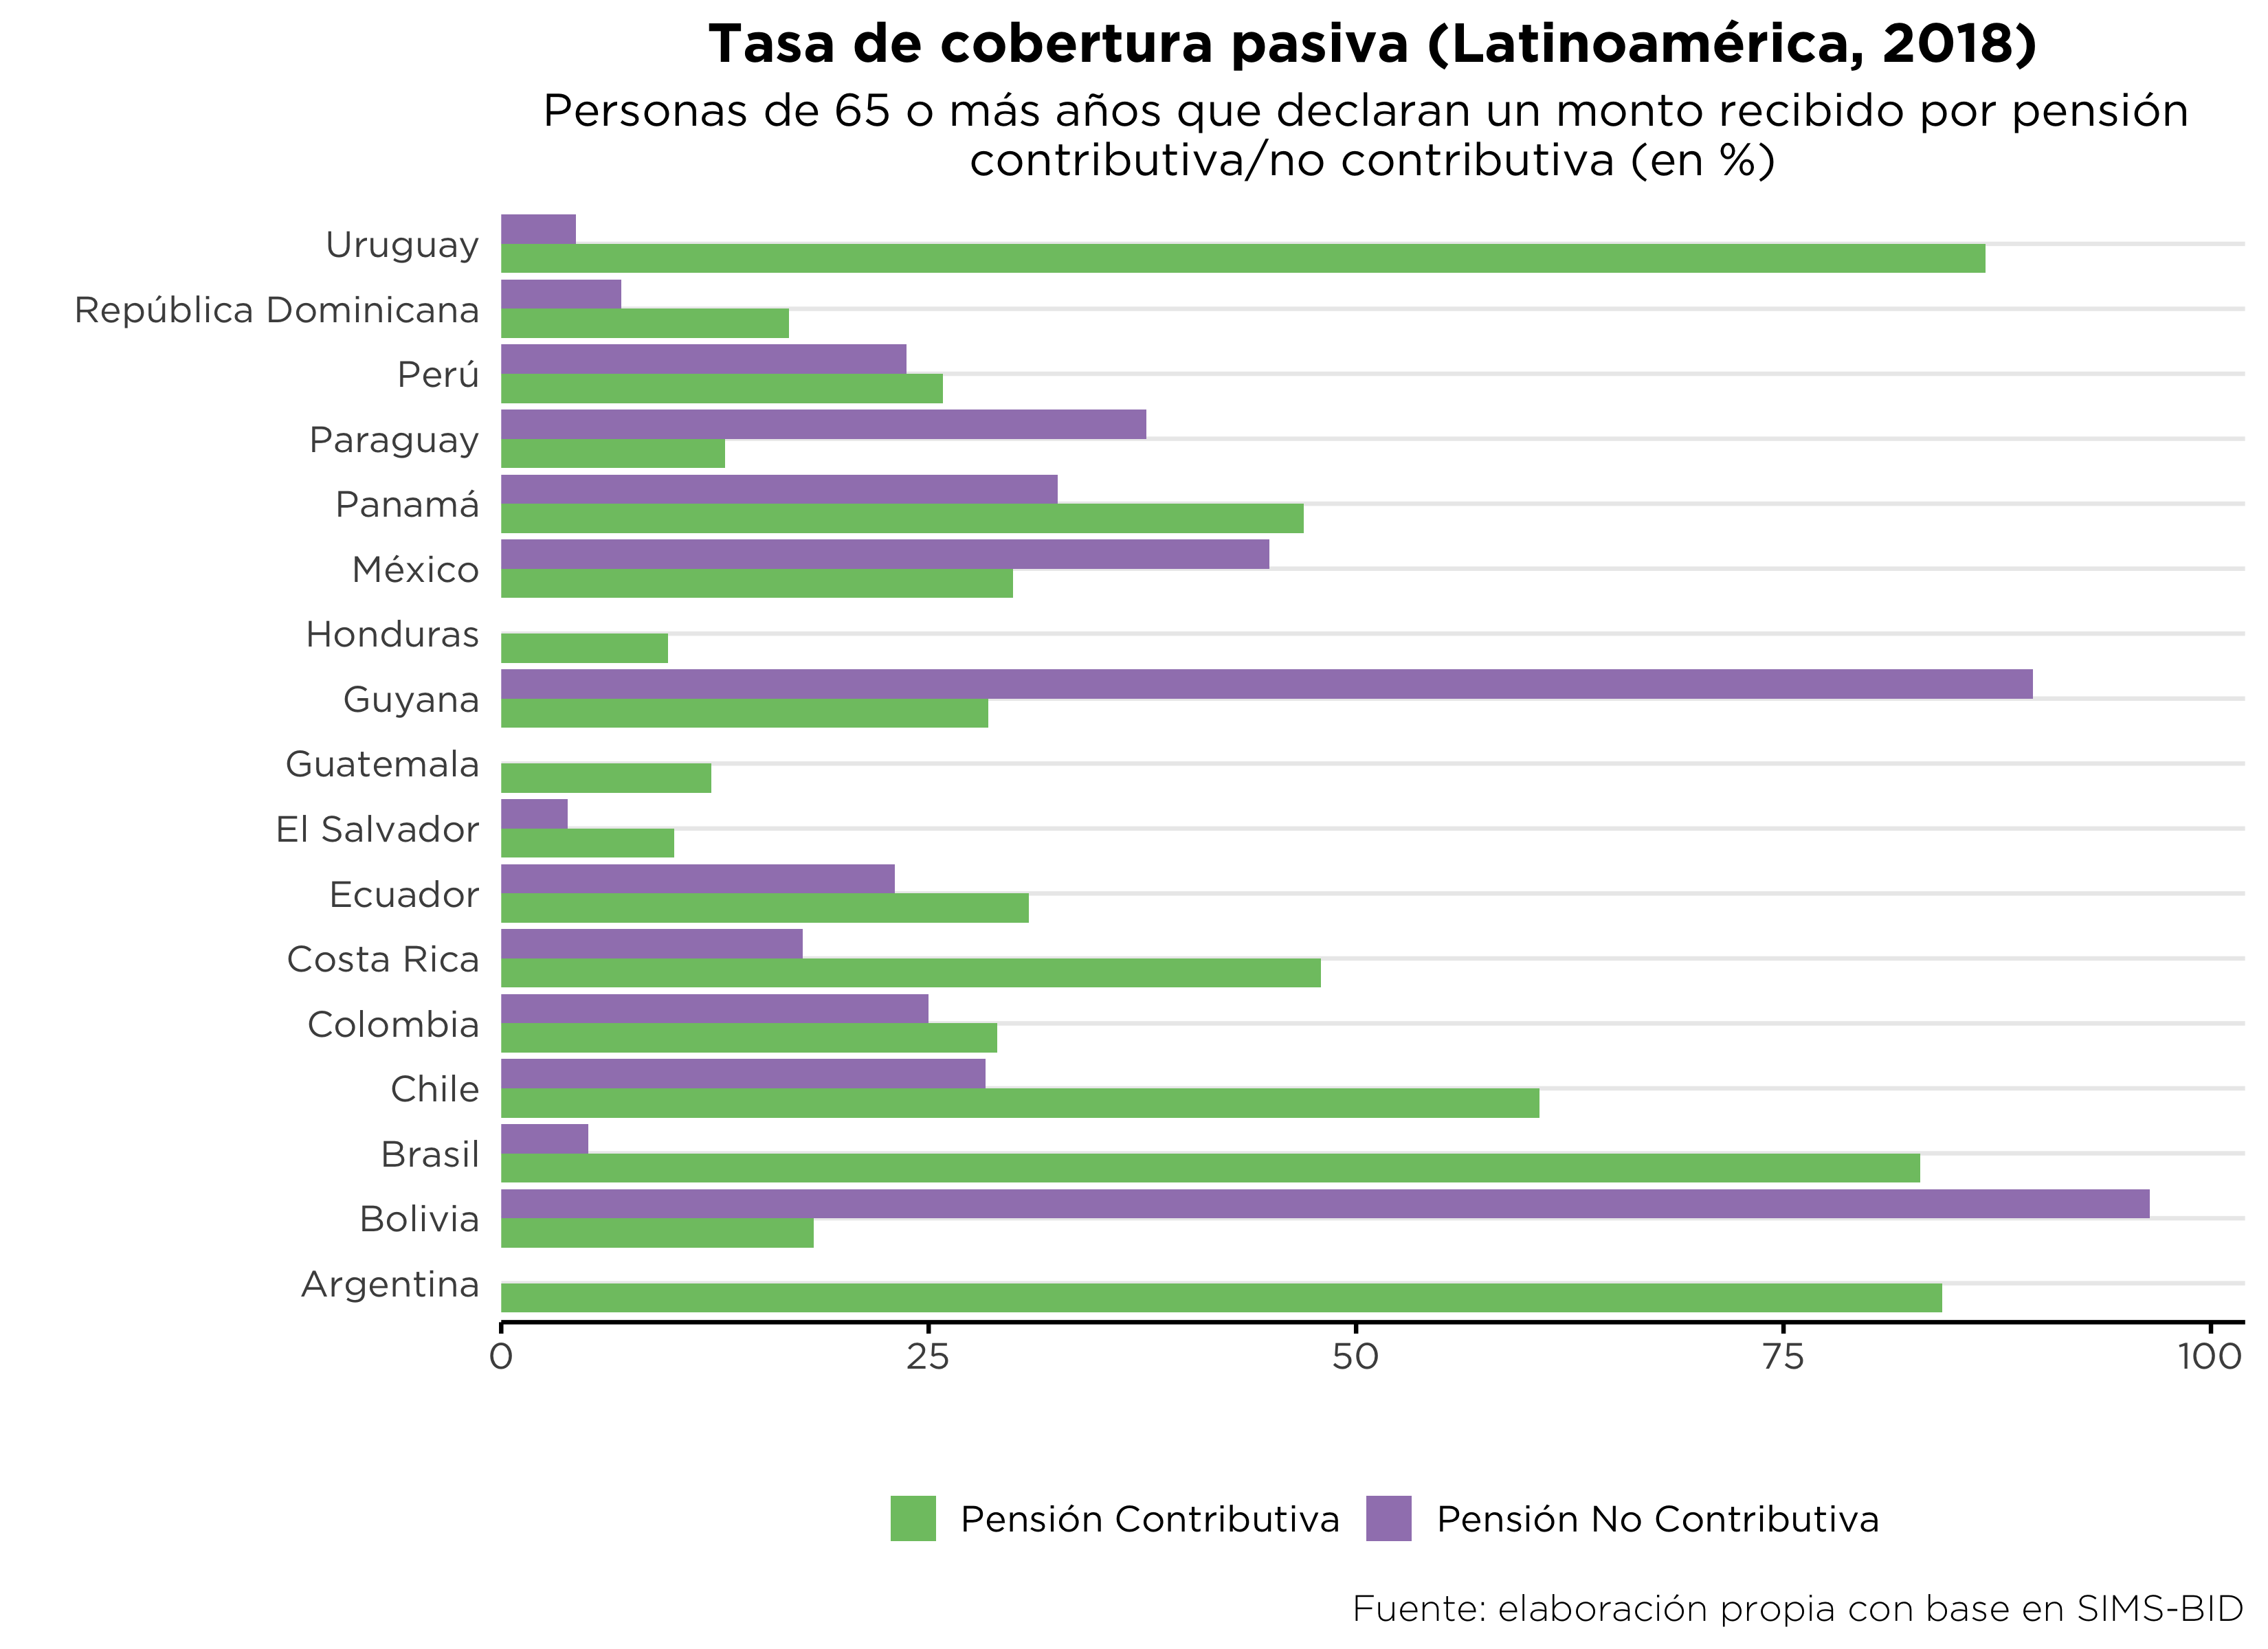 Tasa de cobertura pasiva (Latinoamérica, 2018)
Personas de 65 o más años que declaran un monto recibido por pensión
contributiva/no contributiva (en %)
Uruguay
República Dominicana
Perú
Paraguay
Panamá
México
Honduras
Guyana
Guatemala
El Salvador
Ecuador
Costa Rica
Colombia
Chile
Brasil
Bolivia
Argentina
0 25 50 75 100
Pensión Contributiva Pensión No Contributiva
Fuente: elaboración propia con base en SIMS-BID